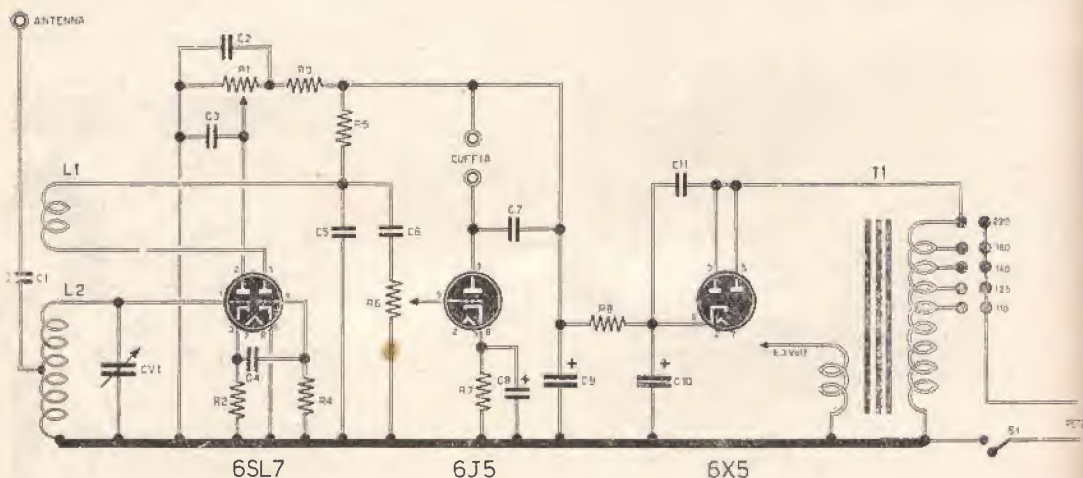 ANTENNA
C2
R1
R3
C3
R5
L1
CUFFIA
C11
T1
220
160
140
125
110
C5
C6
C7
C1
L2
R6
R8
6,3 Volt
CV1
C4
R2
R4
R7
C8
C9
C10
S1
6SL7
6J5
6X5